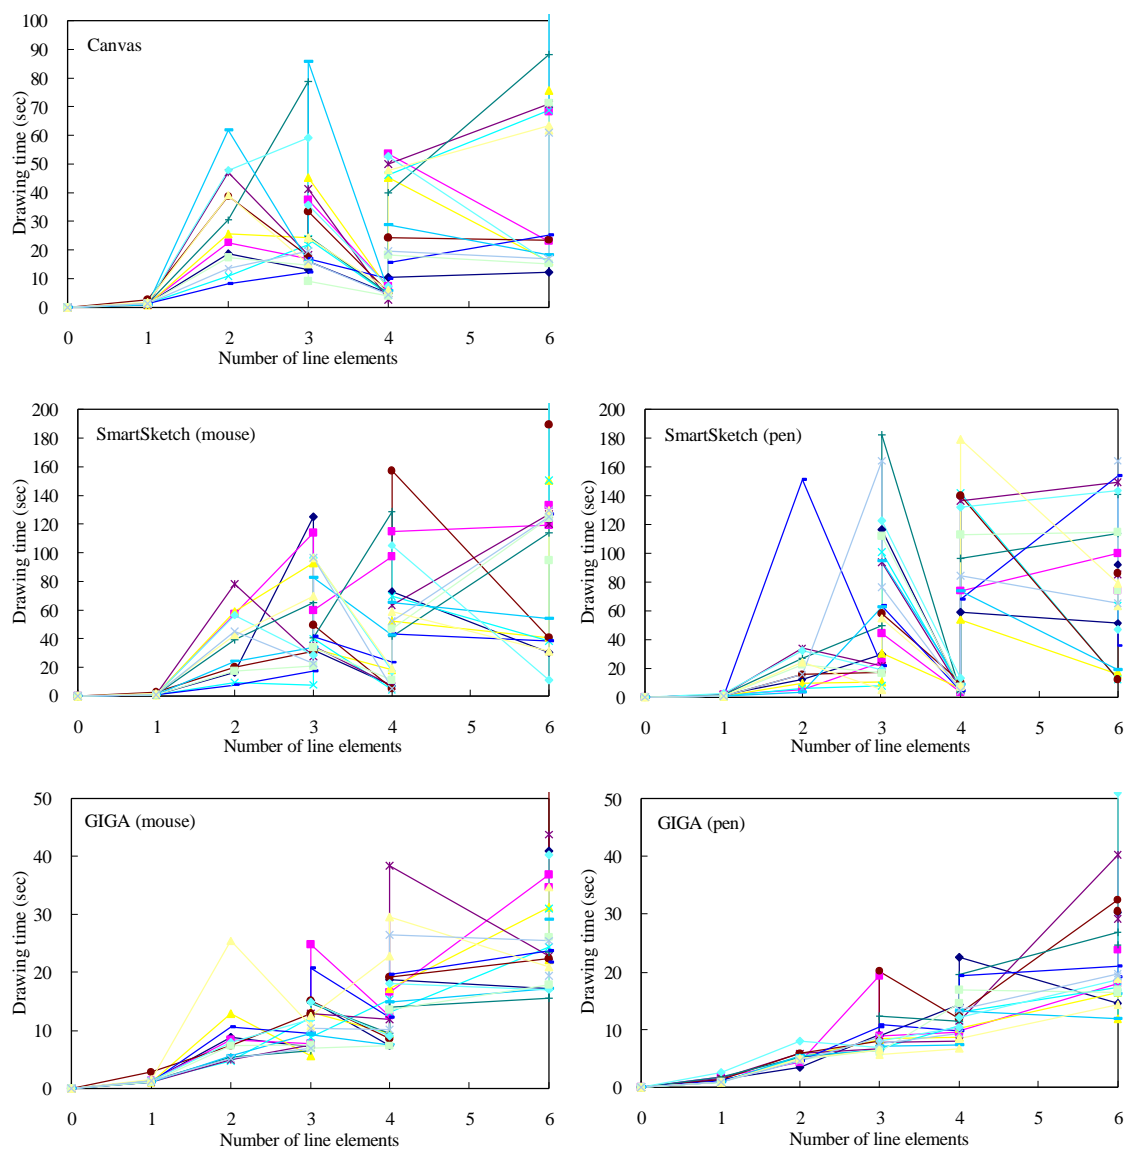 Canvas
Drawing time (sec)
100
90
80
70
60
50
40
30
20
10
0
0 1 2 3 4 5 6
Number of line elements
SmartSketch (mouse)
Drawing time (sec)
200
180
160
140
120
100
80
60
40
20
0
0 1 2 3 4 5 6
Number of line elements
SmartSketch (pen)
Drawing time (sec)
200
180
160
140
120
100
80
60
40
20
0
0 1 2 3 4 5 6
Number of line elements
GIGA (mouse)
Drawing time (sec)
50
40
30
20
10
0
0 1 2 3 4 5 6
Number of line elements
GIGA (pen)
Drawing time (sec)
50
40
30
20
10
0
0 1 2 3 4 5 6
Number of line elements